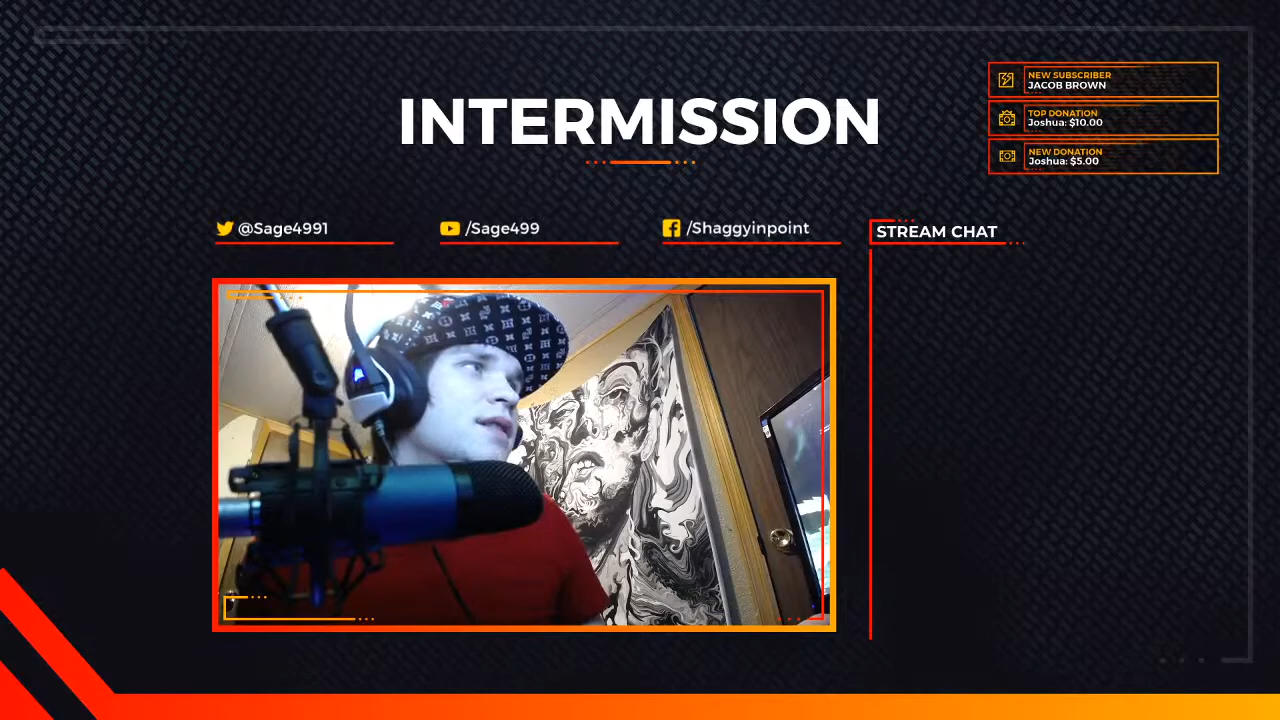 INTERMISSION
NEW SUBSCRIBER
JACOB BROWN
TOP DONATION
Joshua: $10.00
NEW DONATION
Joshua: $5.00
@Sage4991
/Sage499
/Shaggyinpoint
STREAM CHAT